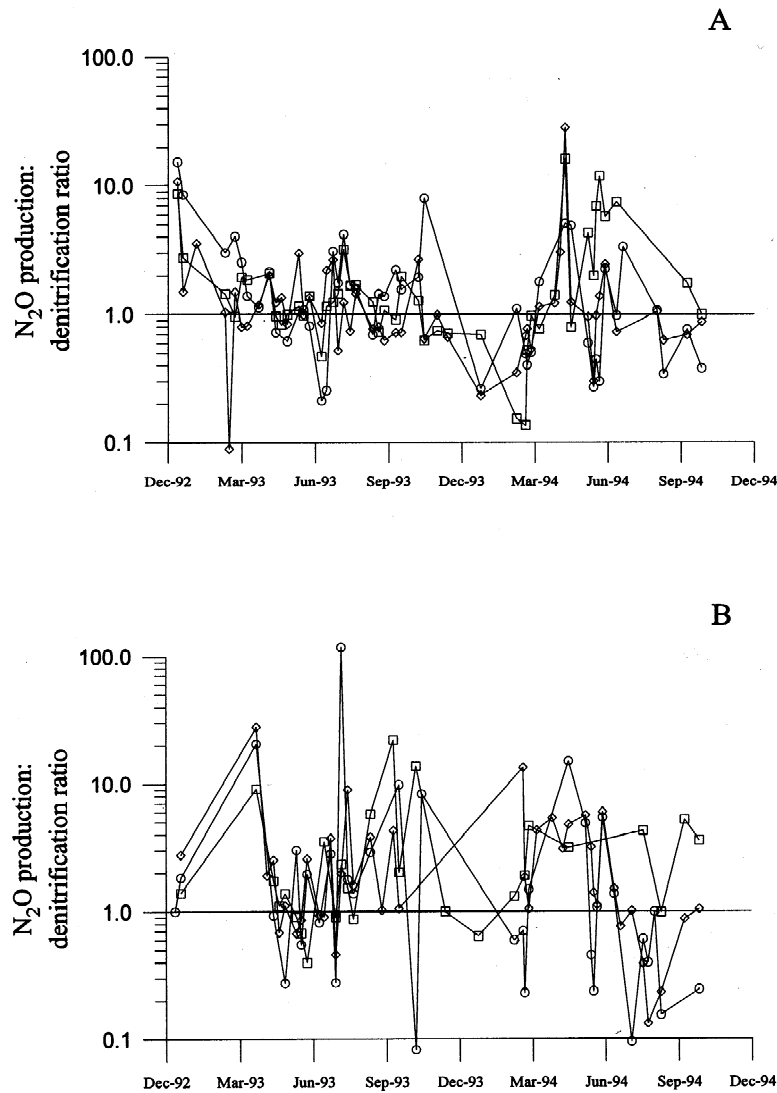 A
100.0
10.0
1.0
0.1
N₂O production:
denitrification ratio
Dec-92 Mar-93 Jun-93 Sep-93 Dec-93 Mar-94 Jun-94 Sep-94 Dec-94
B
100.0
10.0
1.0
0.1
N₂O production:
denitrification ratio
Dec-92 Mar-93 Jun-93 Sep-93 Dec-93 Mar-94 Jun-94 Sep-94 Dec-94